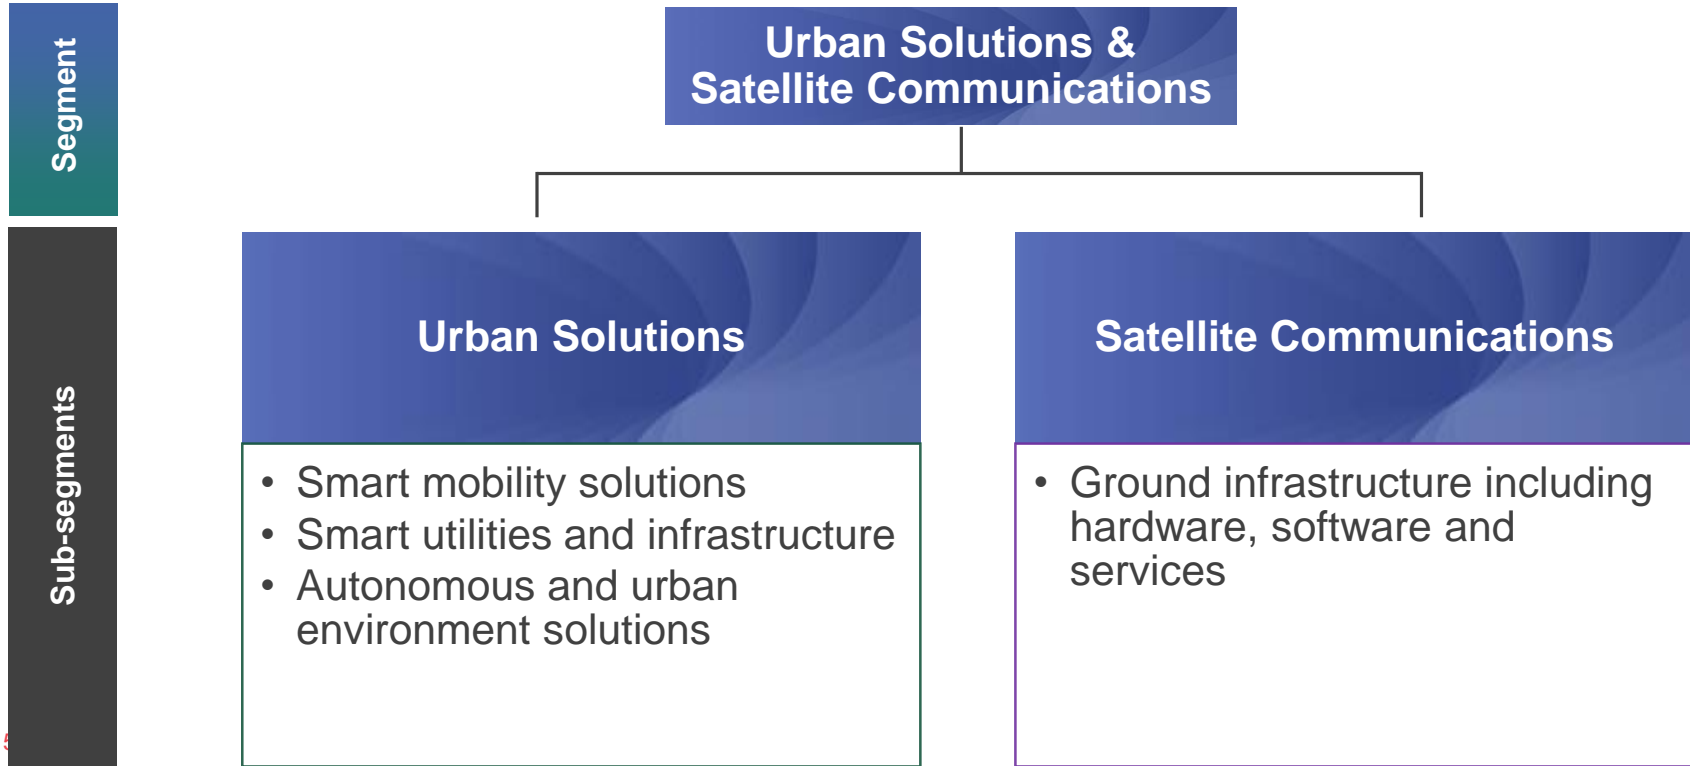 Segment
Urban Solutions &
Satellite Communications
Sub-segments
Urban Solutions
• Smart mobility solutions
• Smart utilities and infrastructure
• Autonomous and urban
environment solutions
Satellite Communications
• Ground infrastructure including
hardware, software and
services